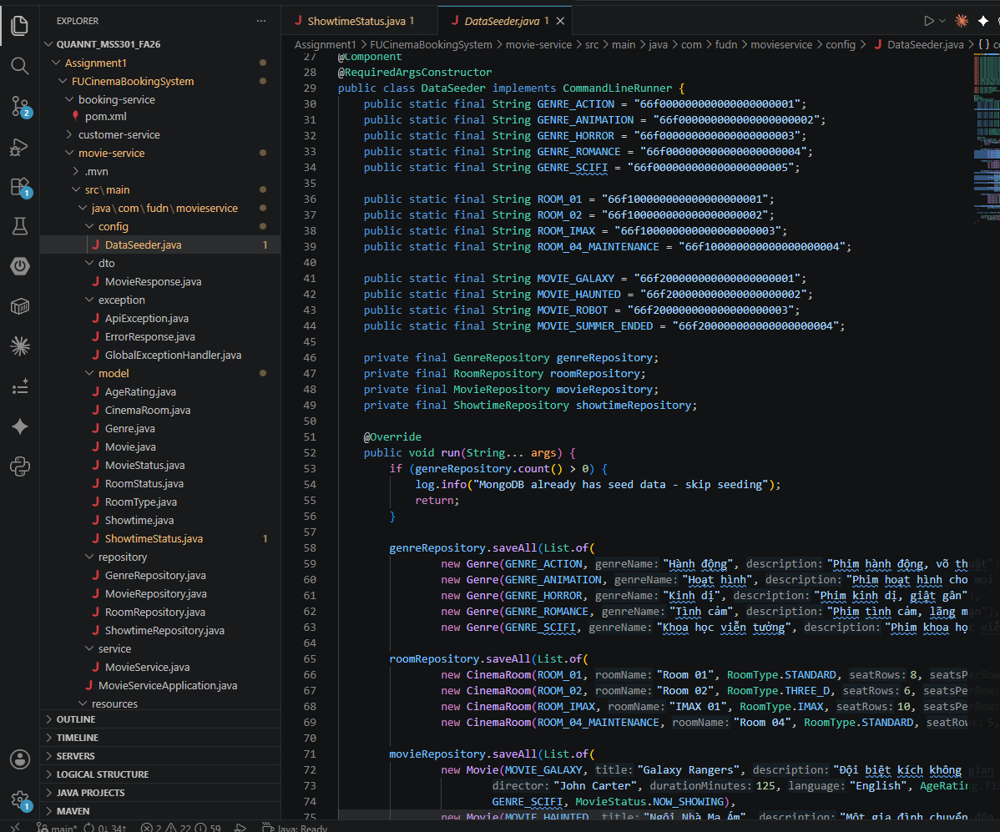 EXPLORER
QUANNT_MSS301_FA26
Assignment1
FUCinemaBookingSystem
booking-service
pom.xml
customer-service
movie-service
.mvn
src\main
java\com\fudn\movieservice
config
DataSeeder.java 1
dto
MovieResponse.java
exception
ApiException.java
ErrorResponse.java
GlobalExceptionHandler.java
model
AgeRating.java
CinemaRoom.java
Genre.java
Movie.java
MovieStatus.java
RoomStatus.java
RoomType.java
Showtime.java
ShowtimeStatus.java 1
repository
GenreRepository.java
MovieRepository.java
RoomRepository.java
ShowtimeRepository.java
service
MovieService.java
MovieServiceApplication.java
resources
OUTLINE
TIMELINE
SERVERS
LOGICAL STRUCTURE
JAVA PROJECTS
MAVEN
2
1
1
ShowtimeStatus.java 1
DataSeeder.java 1
Assignment1 > FUCinemaBookingSystem > movie-service > src > main > java > com > fudn > movieservice > config > DataSeeder.java >
27 @Component
28 @RequiredArgsConstructor
29 public class DataSeeder implements CommandLineRunner {
30 public static final String GENRE_ACTION = "66f000000000000000000001";
31 public static final String GENRE_ANIMATION = "66f000000000000000000002";
32 public static final String GENRE_HORROR = "66f000000000000000000003";
33 public static final String GENRE_ROMANCE = "66f000000000000000000004";
34 public static final String GENRE_SCIFI = "66f000000000000000000005";
35
36 public static final String ROOM_01 = "66f100000000000000000001";
37 public static final String ROOM_02 = "66f100000000000000000002";
38 public static final String ROOM_IMAX = "66f100000000000000000003";
39 public static final String ROOM_04_MAINTENANCE = "66f100000000000000000004";
40
41 public static final String MOVIE_GALAXY = "66f200000000000000000001";
42 public static final String MOVIE_HAUNTED = "66f200000000000000000002";
43 public static final String MOVIE_ROBOT = "66f200000000000000000003";
44 public static final String MOVIE_SUMMER_ENDED = "66f200000000000000000004";
45
46 private final GenreRepository genreRepository;
47 private final RoomRepository roomRepository;
48 private final MovieRepository movieRepository;
49 private final ShowtimeRepository showtimeRepository;
50
51 @Override
52 public void run(String... args) {
53 if (genreRepository.count() > 0) {
54 log.info("MongoDB already has seed data - skip seeding");
55 return;
56 }
57
58 genreRepository.saveAll(List.of(
59 new Genre(GENRE_ACTION, genreName: "Hành động", description: "Phim hành động, võ thuật"
60 new Genre(GENRE_ANIMATION, genreName: "Hoạt hình", description: "Phim hoạt hình cho mọi
61 new Genre(GENRE_HORROR, genreName: "Kinh dị", description: "Phim kinh dị, giật gân"),
62 new Genre(GENRE_ROMANCE, genreName: "Tình cảm", description: "Phim tình cảm, lãng mạn"),
63 new Genre(GENRE_SCIFI, genreName: "Khoa học viễn tưởng", description: "Phim khoa học viễ
64
65 roomRepository.saveAll(List.of(
66 new CinemaRoom(ROOM_01, roomName: "Room 01", RoomType.STANDARD, seatRows: 8, seatsPerRow:
67 new CinemaRoom(ROOM_02, roomName: "Room 02", RoomType.THREE_D, seatRows: 6, seatsPerRow:
68 new CinemaRoom(ROOM_IMAX, roomName: "IMAX 01", RoomType.IMAX, seatRows: 10, seatsPerRow:
69 new CinemaRoom(ROOM_04_MAINTENANCE, roomName: "Room 04", RoomType.STANDARD, seatRows: 5,
70
71 movieRepository.saveAll(List.of(
72 new Movie(MOVIE_GALAXY, title: "Galaxy Rangers", description: "Đội biệt kích không gian
73 director: "John Carter", durationMinutes: 125, language: "English", AgeRating.T1
74 GENRE_SCIFI, MovieStatus.NOW_SHOWING),
75 new Movie(MOVIE_HAUNTED, title: "Ngôi Nhà Ma Ám", description: "Một gia đình chuyển đến
main* 0↓ 34↑ 2 22 59 Java: Ready